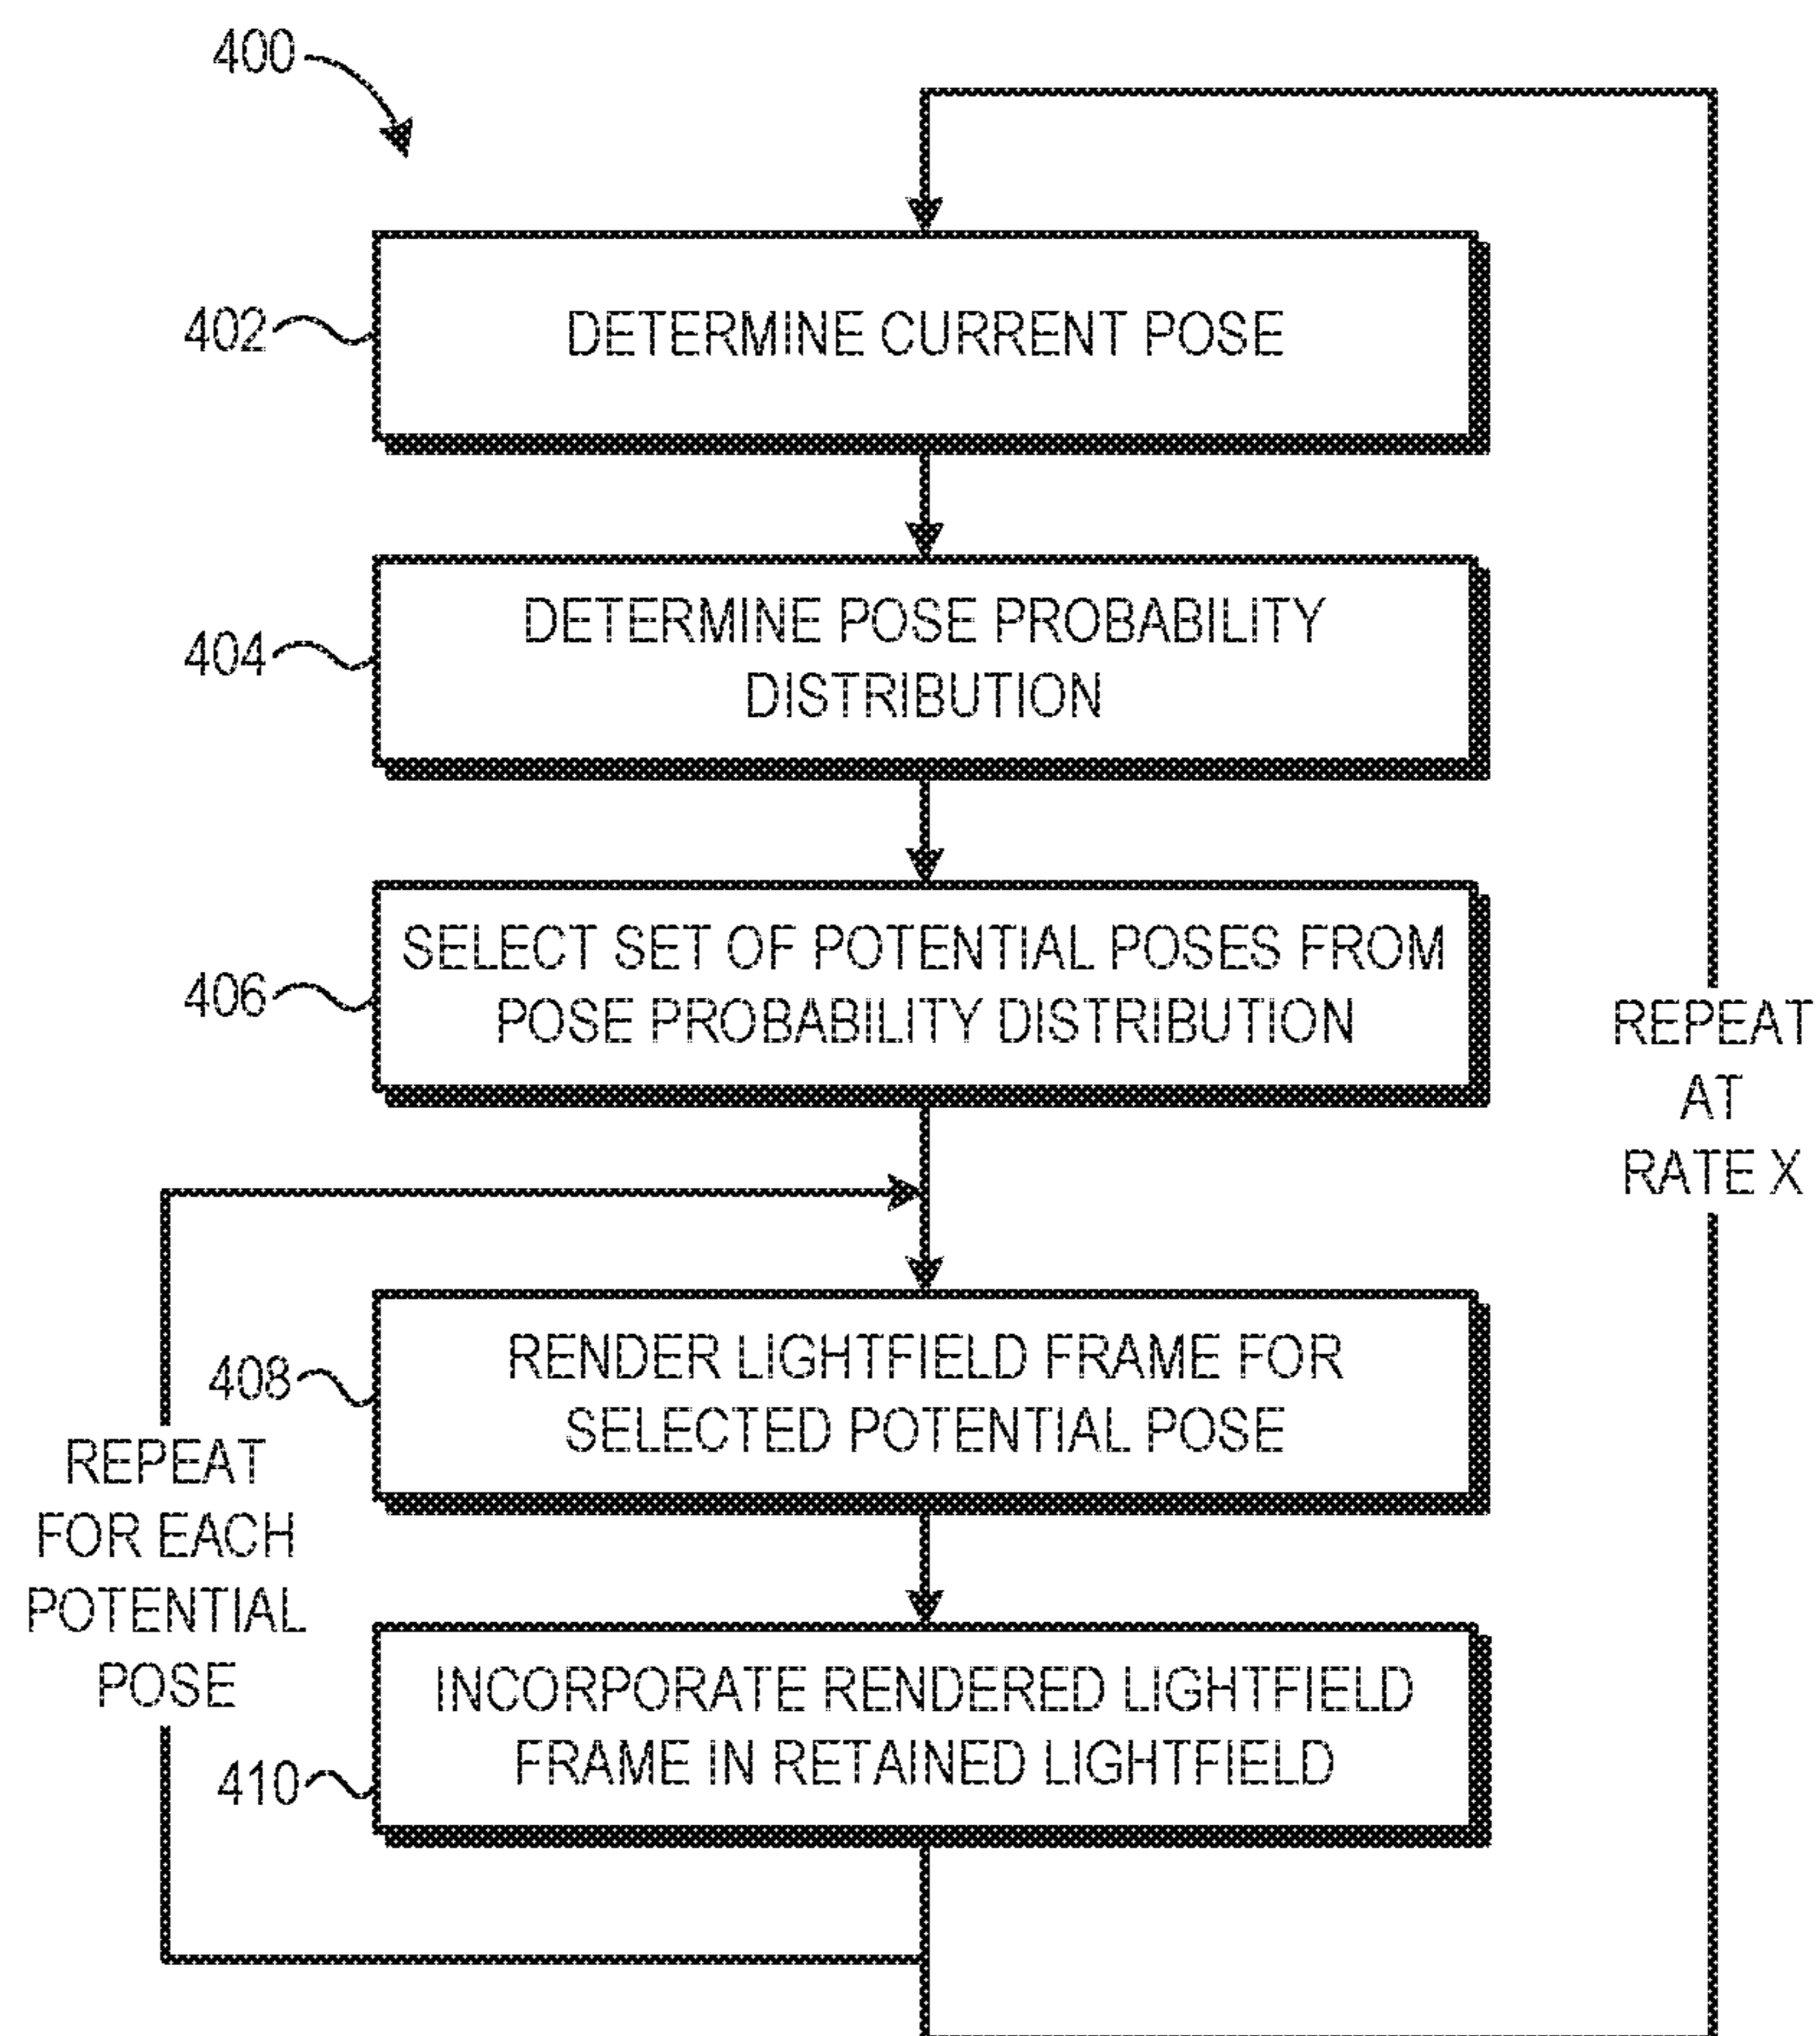 400
402
DETERMINE CURRENT POSE
404
DETERMINE POSE PROBABILITY
DISTRIBUTION
406
SELECT SET OF POTENTIAL POSES FROM
POSE PROBABILITY DISTRIBUTION
REPEAT
AT
RATE X
408
RENDER LIGHTFIELD FRAME FOR
SELECTED POTENTIAL POSE
REPEAT
FOR EACH
POTENTIAL
POSE
410
INCORPORATE RENDERED LIGHTFIELD
FRAME IN RETAINED LIGHTFIELD